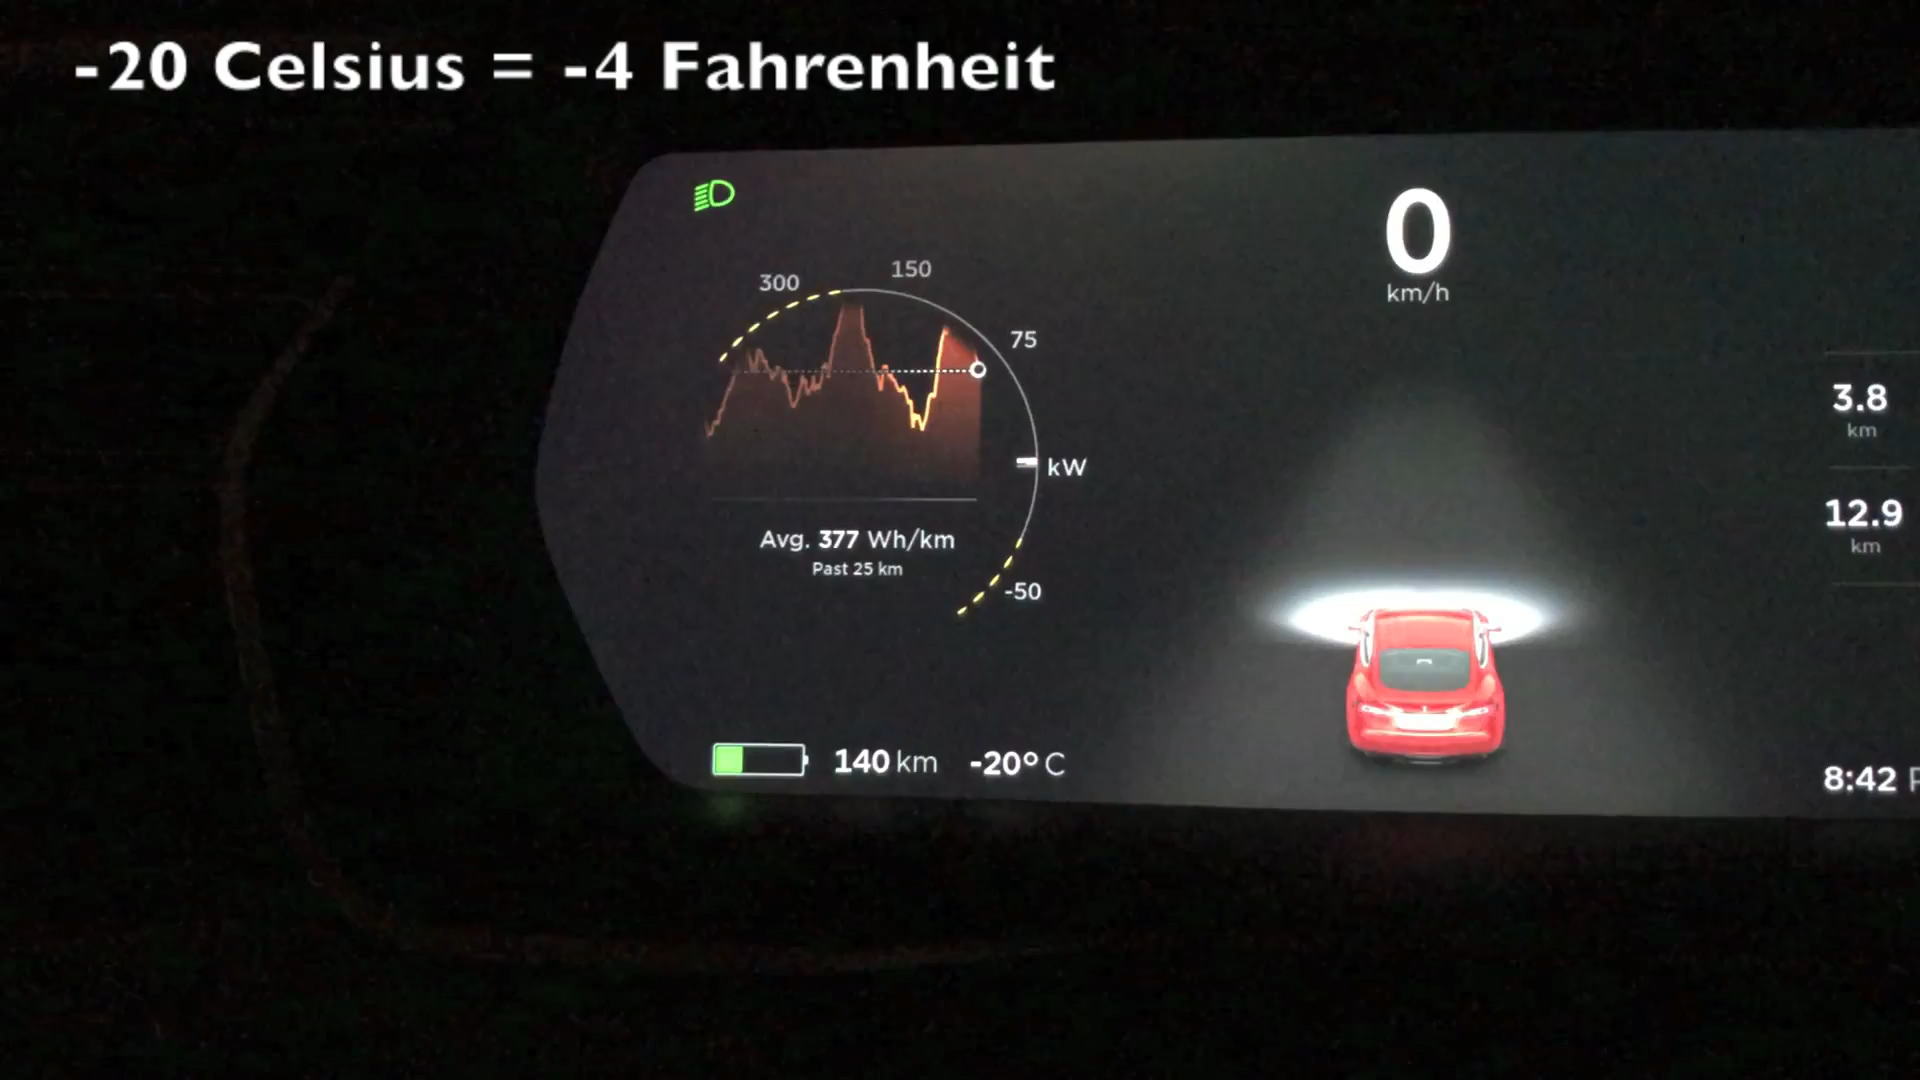 -20 Celsius = -4 Fahrenheit
0
km/h
300
150
75
kW
-50
Avg. 377 Wh/km
Past 25 km
140 km -20° C
3.8
km
12.9
km
8:42